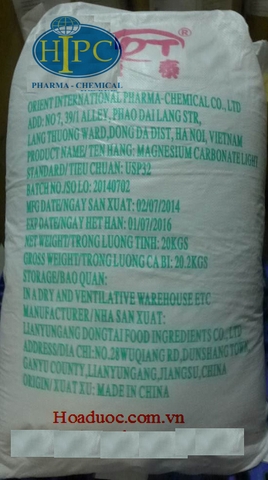 HIPC
PHARMA - CHEMICAL
DT
®
泰
ORIENT INTERNATIONAL PHARMA-CHEMICAL CO., LTD
ADD: NO7, 39/1 ALLEY, PHAO DAI LANG STR,
LANG THUONG WARD, DONG DA DIST, HA NOI, VIETNAM
PRODUCT NAME/ TEN HANG: MAGNESIUM CARBONATE LIGHT
STANDARD/TIEU CHUAN: USP32
BATCH NO./SO LO: 20140702
MFG DATE/NGAY SAN XUAT: 02/07/2014
EXP DATE/NGAY HET HAN: 01/07/2016
NET WEIGHT/TRONG LUONG TINH: 20KGS
GROSS WEIGHT/TRONG LUONG CA BI: 20.2KGS
STORAGE/BAO QUAN:
IN A DRY AND VENTILATIVE WAREHOUSE ETC
MANUFACTURER/NHA SAN XUAT:
LIANYUNGANG DONGTAI FOOD INGREDIENTS CO., LTD
ADDRESS/DIA CHI: NO.28 WUQIANG RD, DUNSHANG TOWN,
GANYU COUNTY, LIANYUNGANG, JIANGSU, CHINA
ORIGIN/ XUAT XU: MADE IN CHINA
Hoaduoc.com.vn